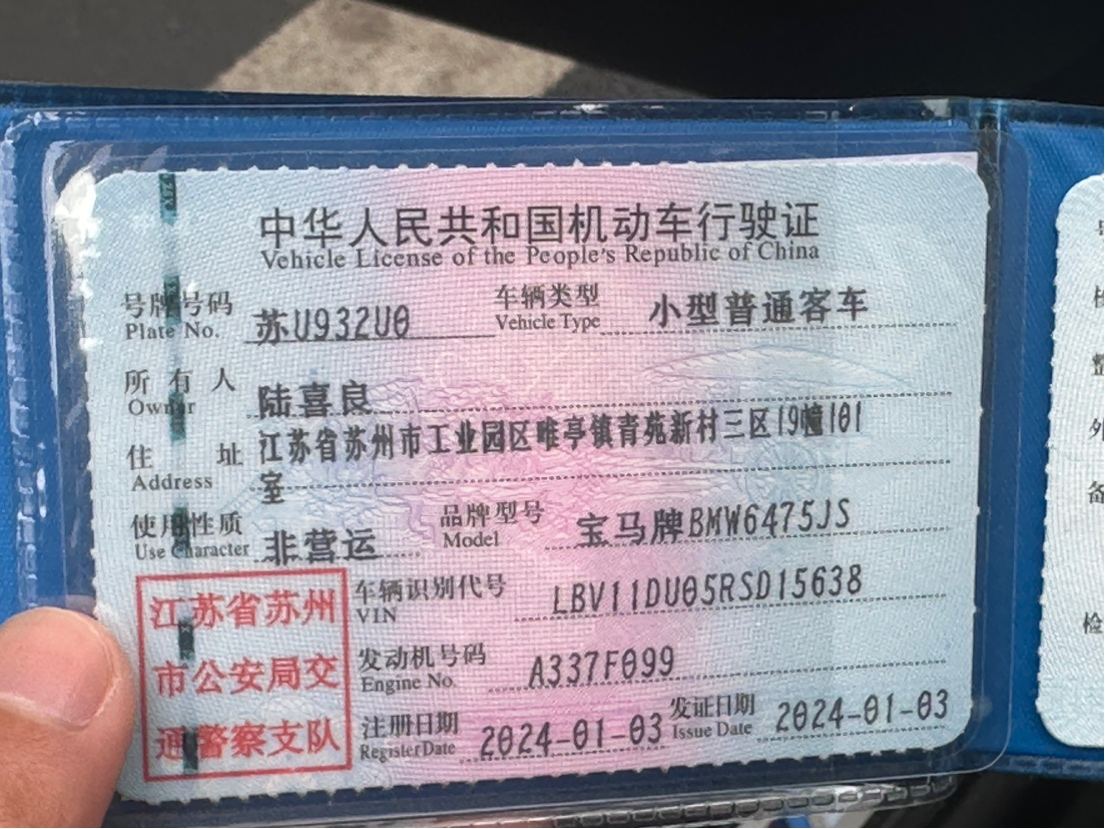 中华人民共和国机动车行驶证
Vehicle License of the People's Republic of China
号牌号码 苏U932U0 车辆类型 小型普通客车
Plate No. Vehicle Type
所有人 陆喜良
Owner
住址 江苏省苏州市工业园区唯亭镇青苑新村三区19幢101
Address 室
使用性质 非营运 品牌型号 宝马牌BMW6475JS
Use Character Model
江苏省苏州
市公安局交
通警察支队
车辆识别代号 LBV11DU05RSD15638
VIN
发动机号码 A337F099
Engine No.
注册日期 2024-01-03 发证日期 2024-01-03
Register Date Issue Date
整
外
备
检